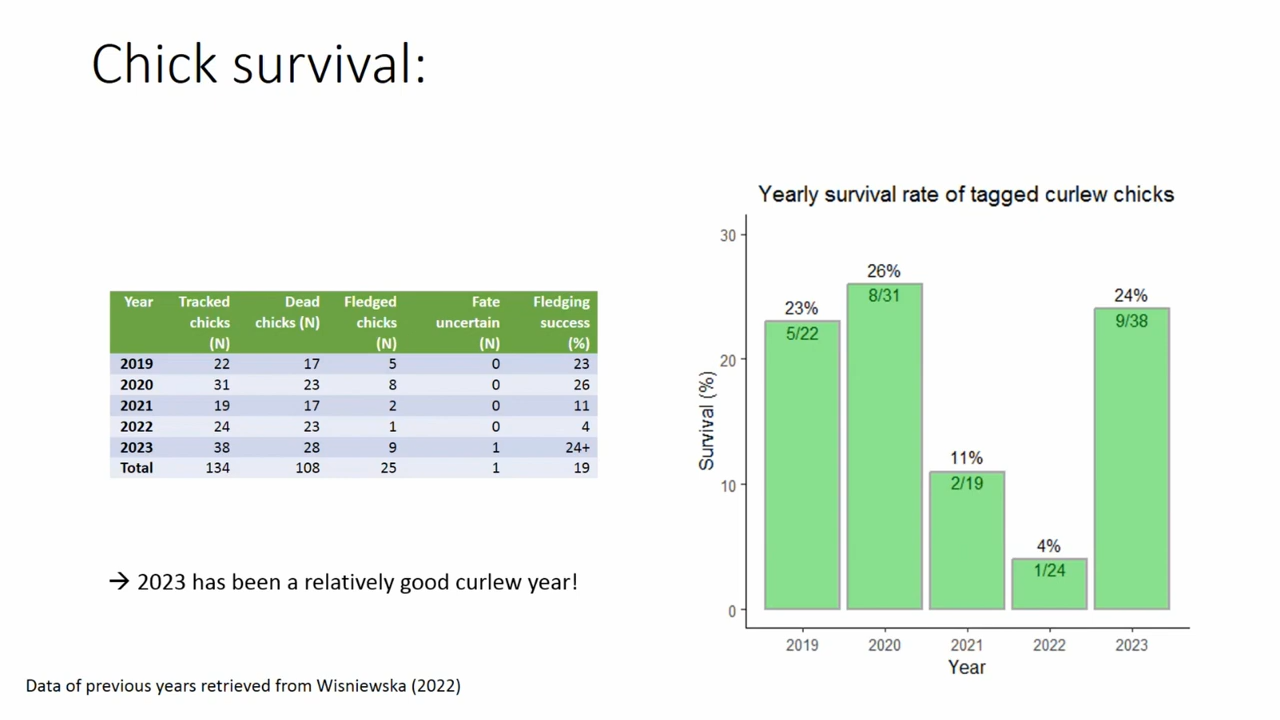 Chick survival:
Year Tracked chicks (N) Dead chicks (N) Fledged chicks (N) Fate uncertain (N) Fledging success (%)
2019 22 17 5 0 23
2020 31 23 8 0 26
2021 19 17 2 0 11
2022 24 23 1 0 4
2023 38 28 9 1 24+
Total 134 108 25 1 19
→ 2023 has been a relatively good curlew year!
Data of previous years retrieved from Wisniewska (2022)
Yearly survival rate of tagged curlew chicks
Survival (%)
30
20
10
0
23%
5/22
26%
8/31
11%
2/19
4%
1/24
24%
9/38
2019 2020 2021 2022 2023
Year